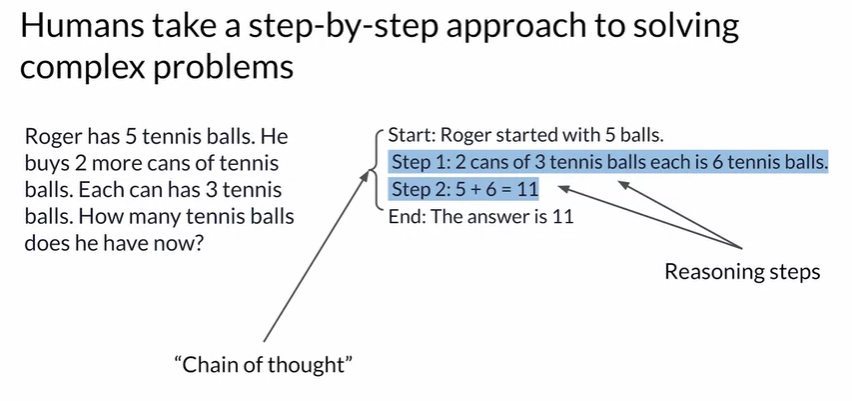 Humans take a step-by-step approach to solving
complex problems
Roger has 5 tennis balls. He
buys 2 more cans of tennis
balls. Each can has 3 tennis
balls. How many tennis balls
does he have now?
Start: Roger started with 5 balls.
Step 1: 2 cans of 3 tennis balls each is 6 tennis balls.
Step 2: 5 + 6 = 11
End: The answer is 11
Reasoning steps
“Chain of thought”